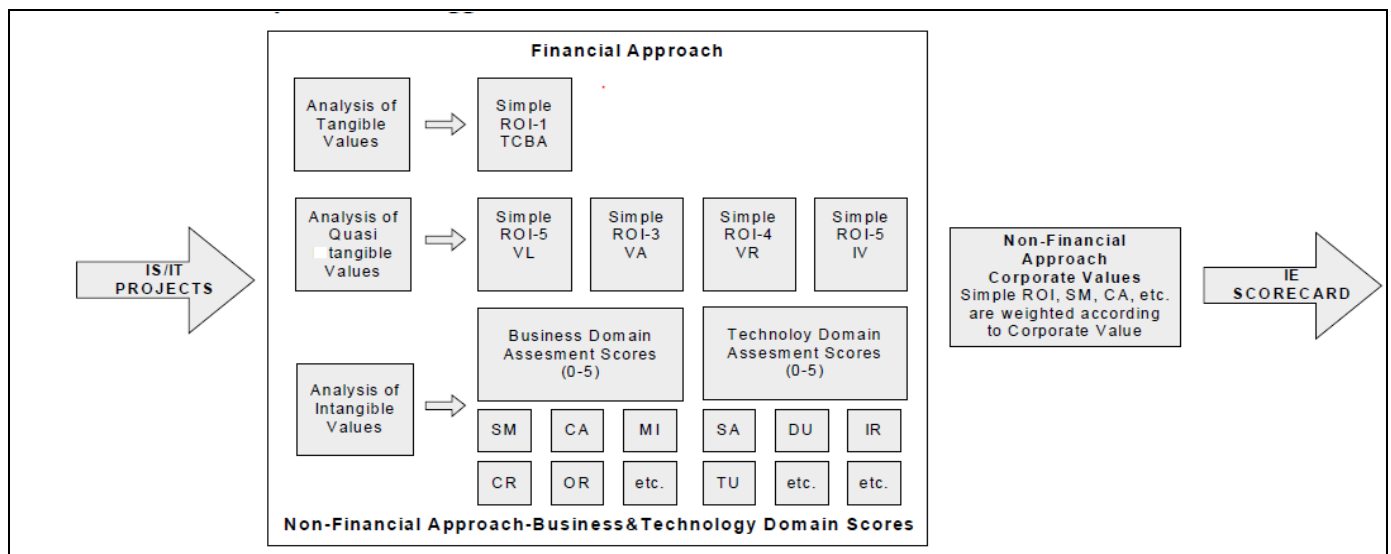 Financial Approach
Analysis of
Tangible
Values
Simple
ROI-1
TCBA
Analysis of
Quasi
tangible
Values
Simple
ROI-5
VL
Simple
ROI-3
VA
Simple
ROI-4
VR
Simple
ROI-5
IV
IS/IT
PROJECTS
Non-Financial
Approach
Corporate Values
Simple ROI, SM, CA, etc.
are weighted according
to Corporate Value
IE
SCORECARD
Business Domain
Assesment Scores
(0-5)
Technoloy Domain
Assesment Scores
(0-5)
Analysis of
Intangible
Values
SM
CA
MI
SA
DU
IR
CR
OR
etc.
TU
etc.
etc.
Non-Financial Approach-Business&Technology Domain Scores